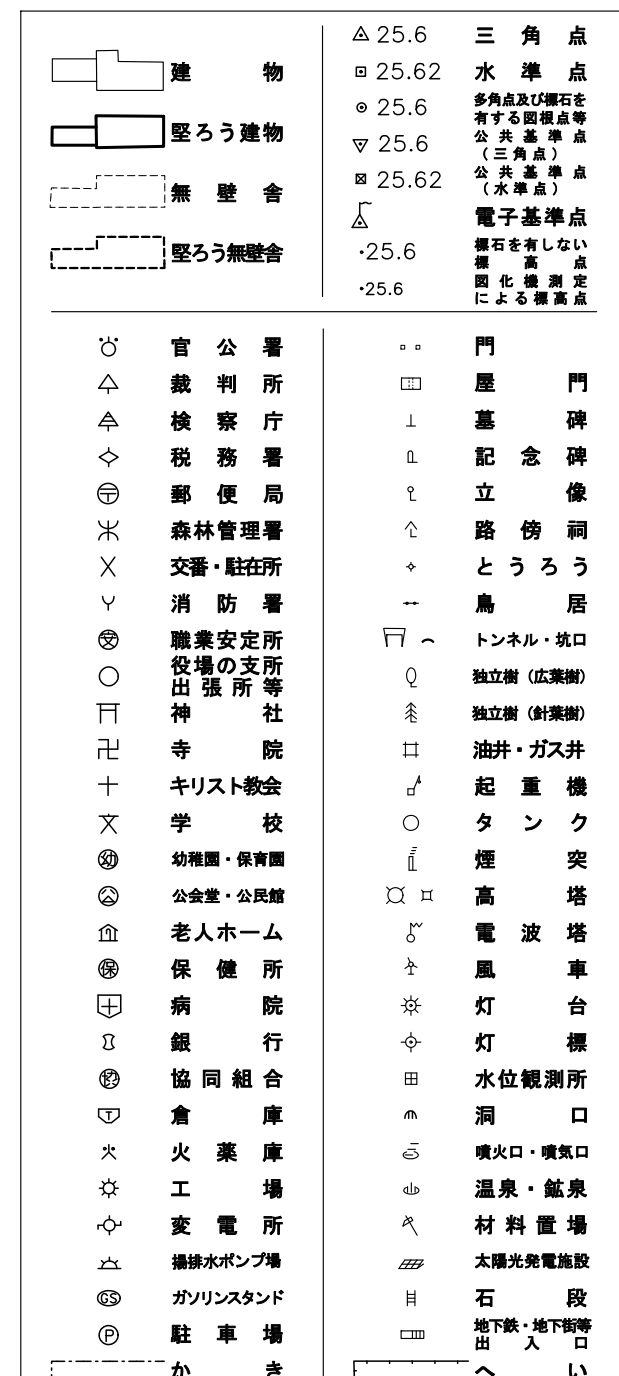 建物
堅ろう建物
無壁舎
堅ろう無壁舎
25.6 三角点
25.62 水準点
25.6 多角点及び標石を
有する図根点等
25.6 公共基準点
（三角点）
25.62 公共基準点
（水準点）
電子基準点
・25.6 標石を有しない
標高点
・25.6 図化機測定
による標高点
官公署
裁判所
検察庁
税務署
郵便局
森林管理署
交番・駐在所
消防署
職業安定所
役場の支所
出張所等
神社
寺院
キリスト教会
文 学校
幼 幼稚園・保育園
公 公会堂・公民館
老人ホーム
保 保健所
病院
銀行
協 協同組合
T 倉庫
火薬庫
工場
変電所
揚排水ポンプ場
GS ガソリンスタンド
P 駐車場
かき
門
屋門
墓碑
記念碑
立像
路傍祠
とうろう
鳥居
トンネル・坑口
独立樹（広葉樹）
独立樹（針葉樹）
油井・ガス井
起重機
タンク
煙突
高塔
電波塔
風車
灯台
灯標
水位観測所
洞口
噴火口・噴気口
温泉・鉱泉
材料置場
太陽光発電施設
石段
地下鉄・地下街等
出入口
へい